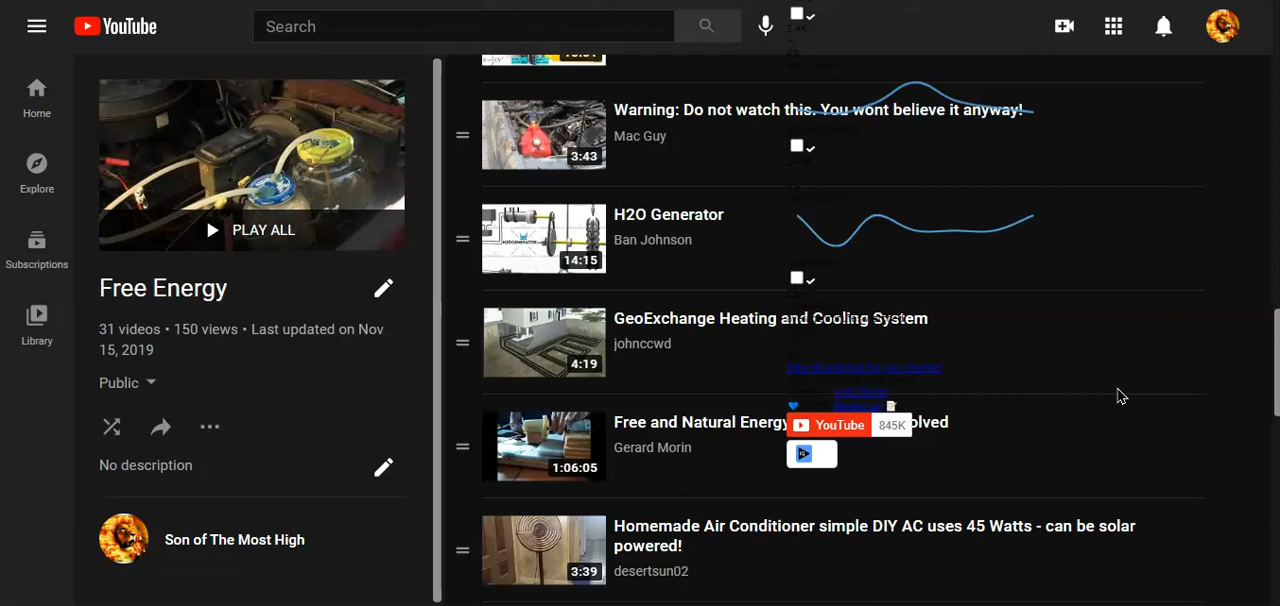 YouTube
Search
Home
Explore
Subscriptions
Library
PLAY ALL
Free Energy
31 videos • 150 views • Last updated on Nov
15, 2019
Public
No description
Son of The Most High
Warning: Do not watch this. You wont believe it anyway!
Mac Guy
3:43
H2O Generator
Ban Johnson
14:15
GeoExchange Heating and Cooling System
johnccwd
4:19
Free and Natural Energy
olved
Gerard Morin
1:06:05
YouTube 845K
Homemade Air Conditioner simple DIY AC uses 45 Watts - can be solar
powered!
desertsun02
3:39